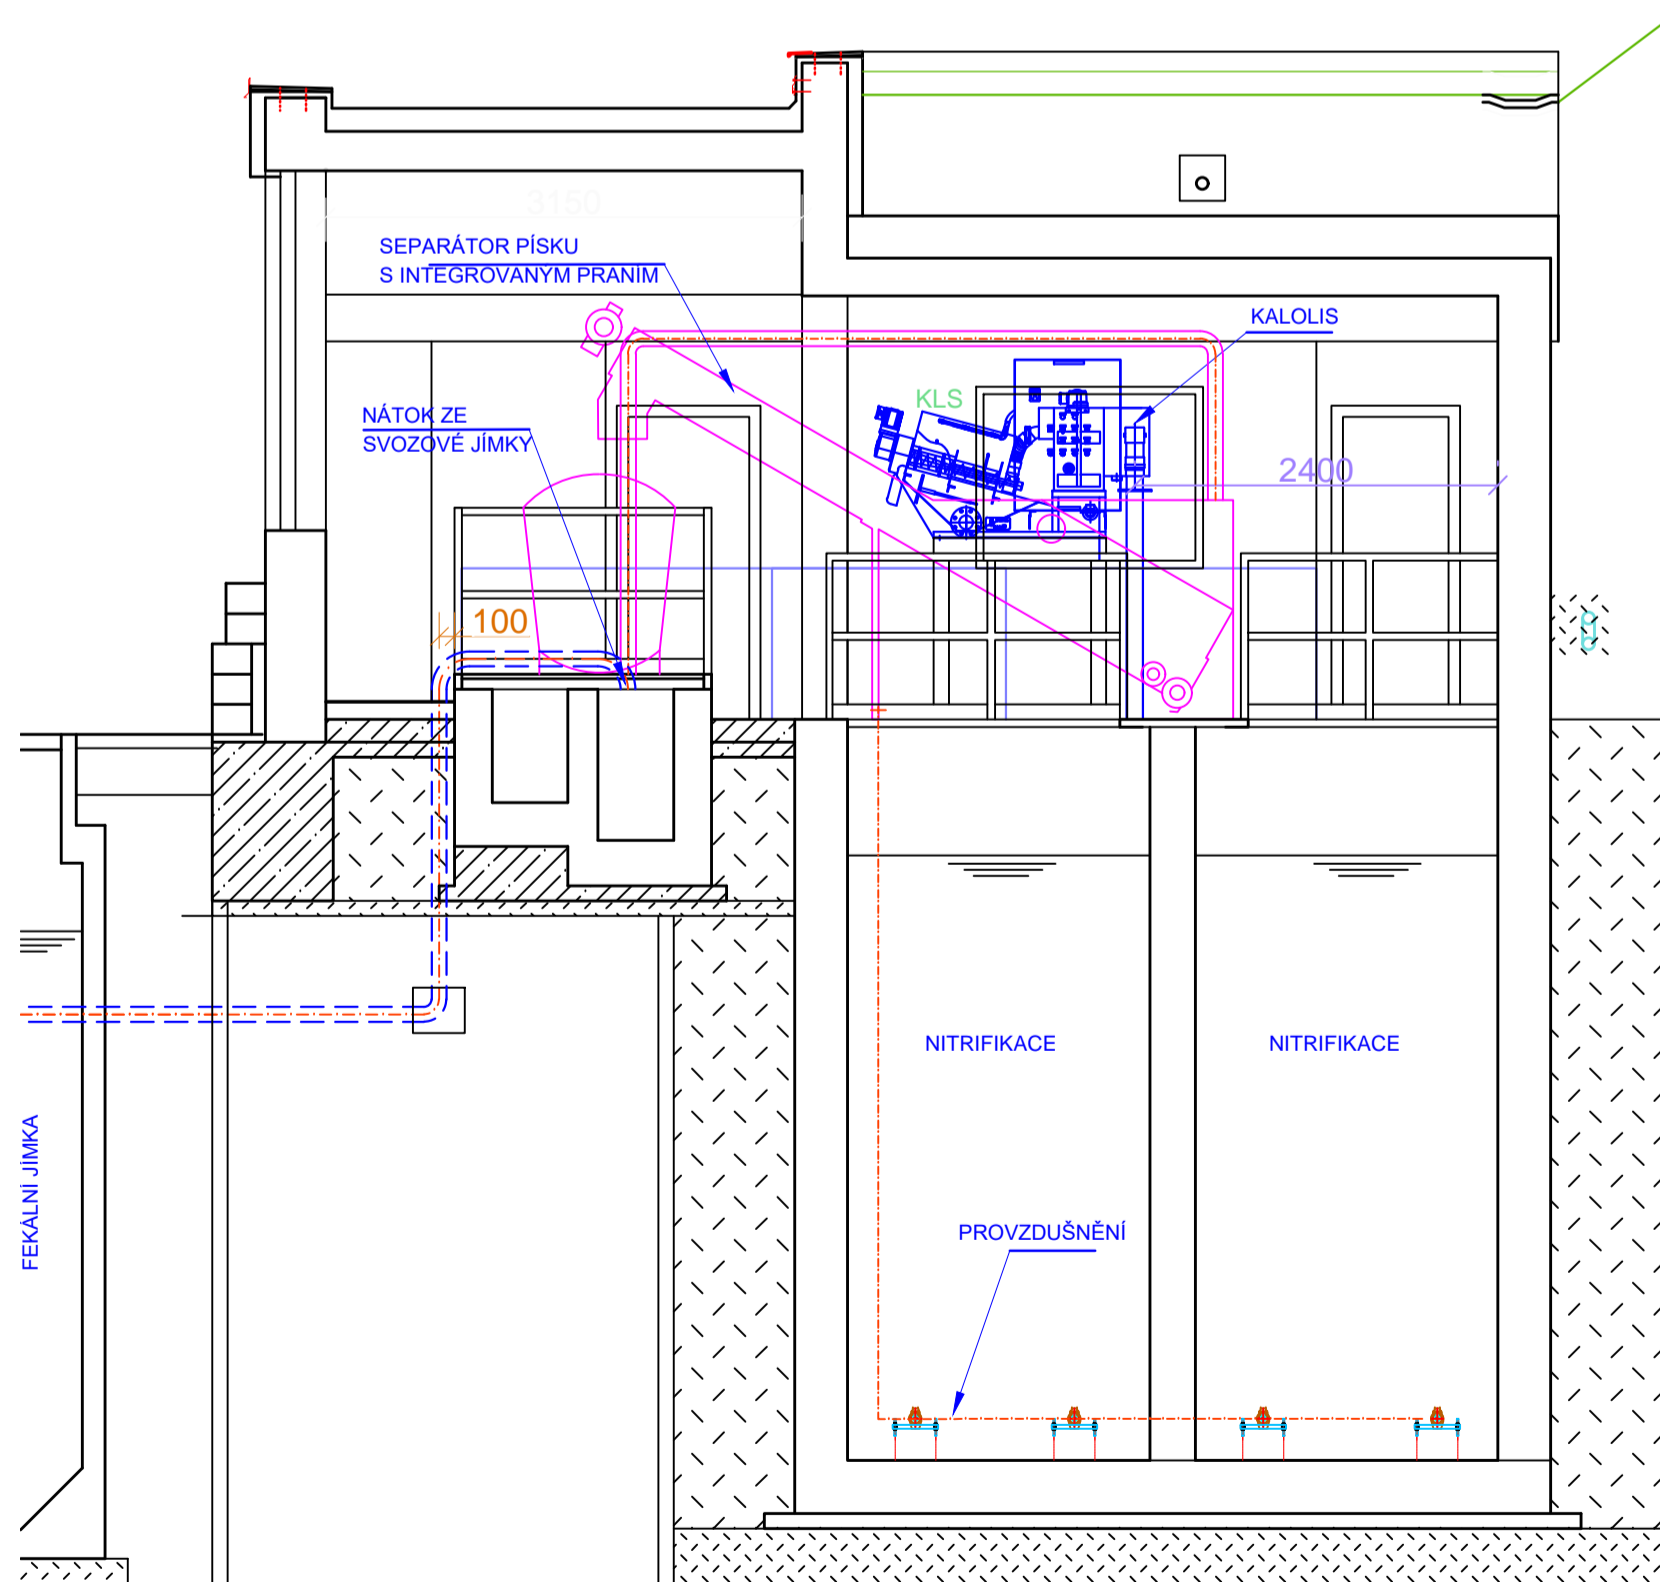 3150
SEPARÁTOR PÍSKU
S INTEGROVANÝM PRANÍM
KALOLIS
KLS
NÁTOK ZE
SVOZOVÉ JÍMKY
2400
100
NITRIFIKACE
NITRIFIKACE
FEKÁLNÍ JÍMKA
PROVZDUŠNĚNÍ